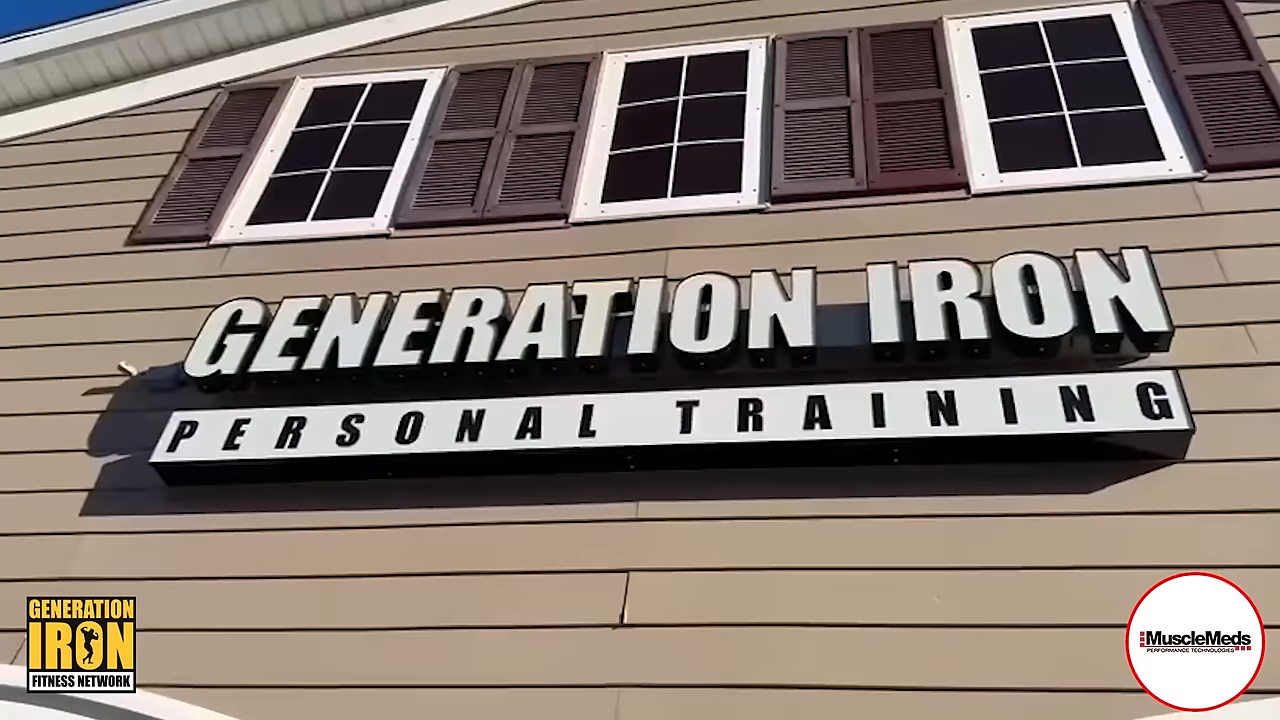 GENERATION IRON
PERSONAL TRAINING
GENERATION
IRON
FITNESS NETWORK
MuscleMeds
PERFORMANCE TECHNOLOGIES